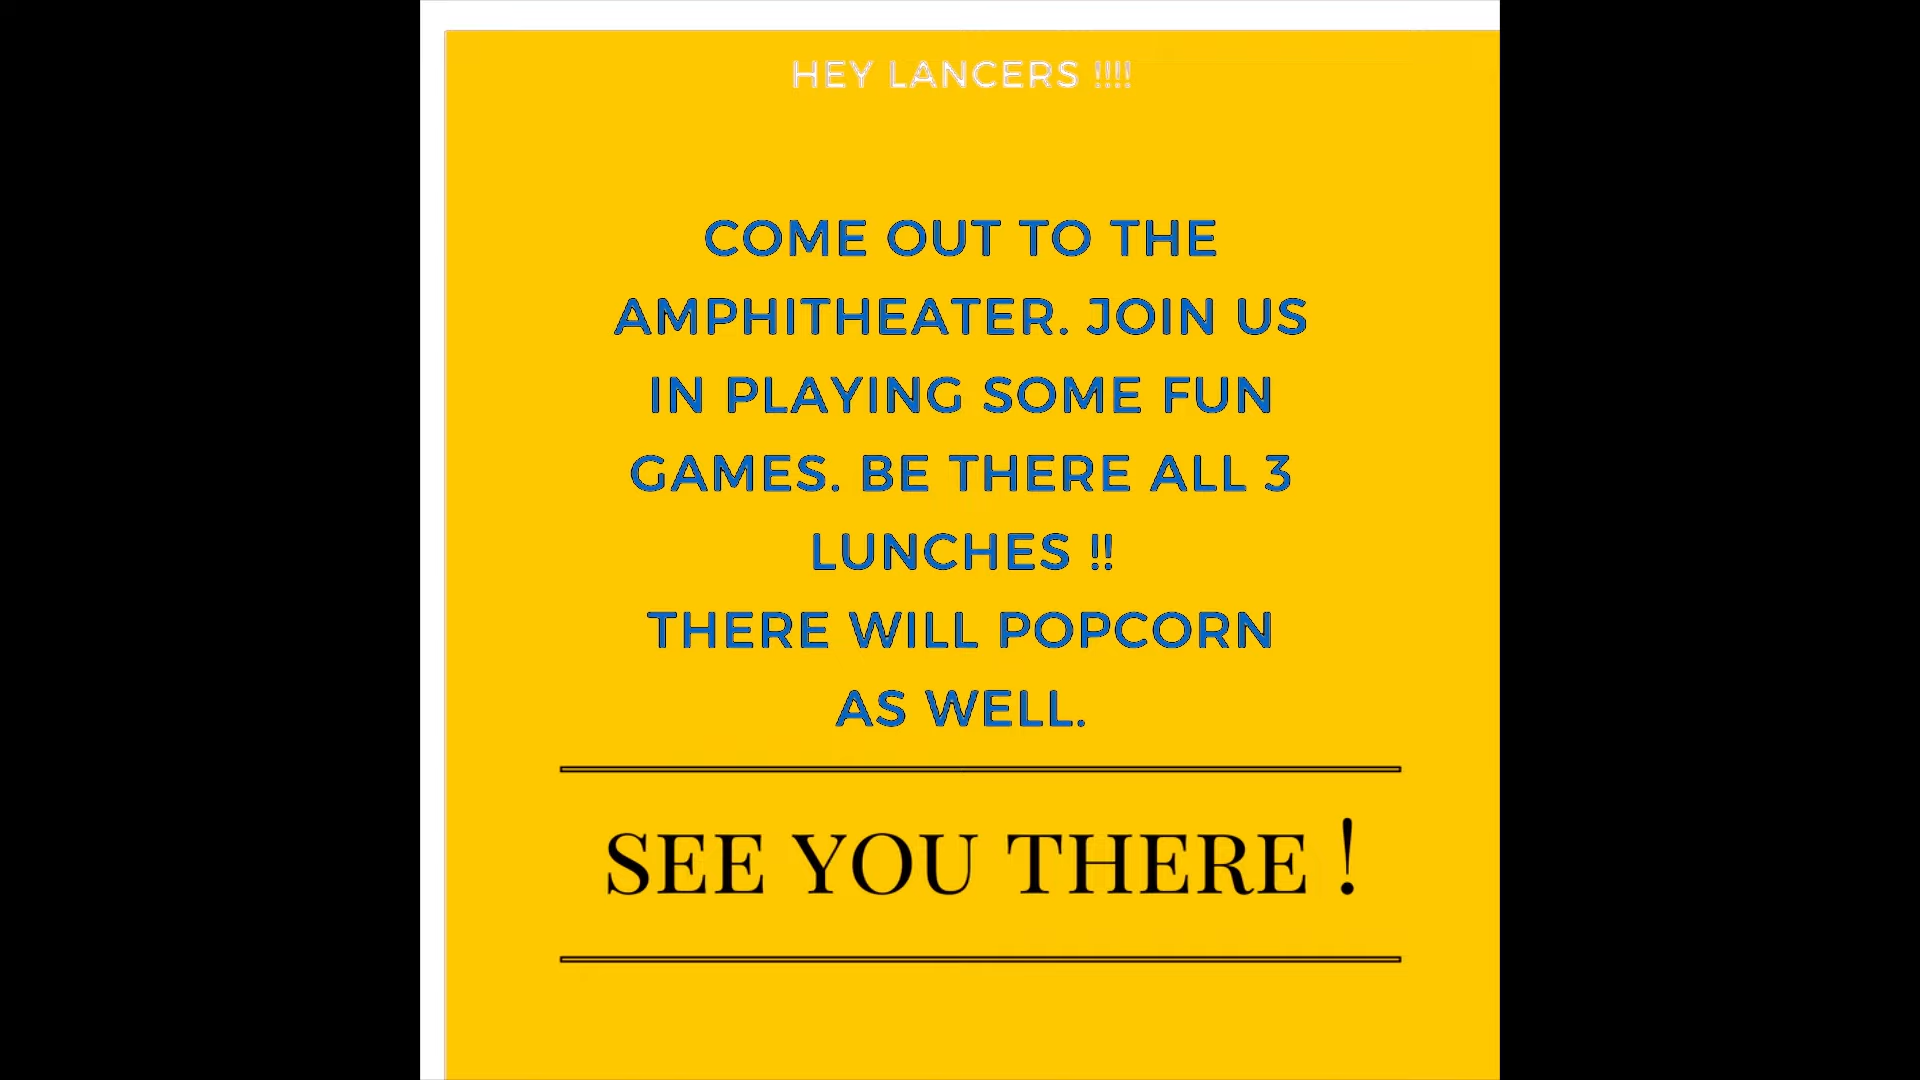 HEY LANCERS !!!!
COME OUT TO THE
AMPHITHEATER. JOIN US
IN PLAYING SOME FUN
GAMES. BE THERE ALL 3
LUNCHES !!
THERE WILL POPCORN
AS WELL.
SEE YOU THERE !